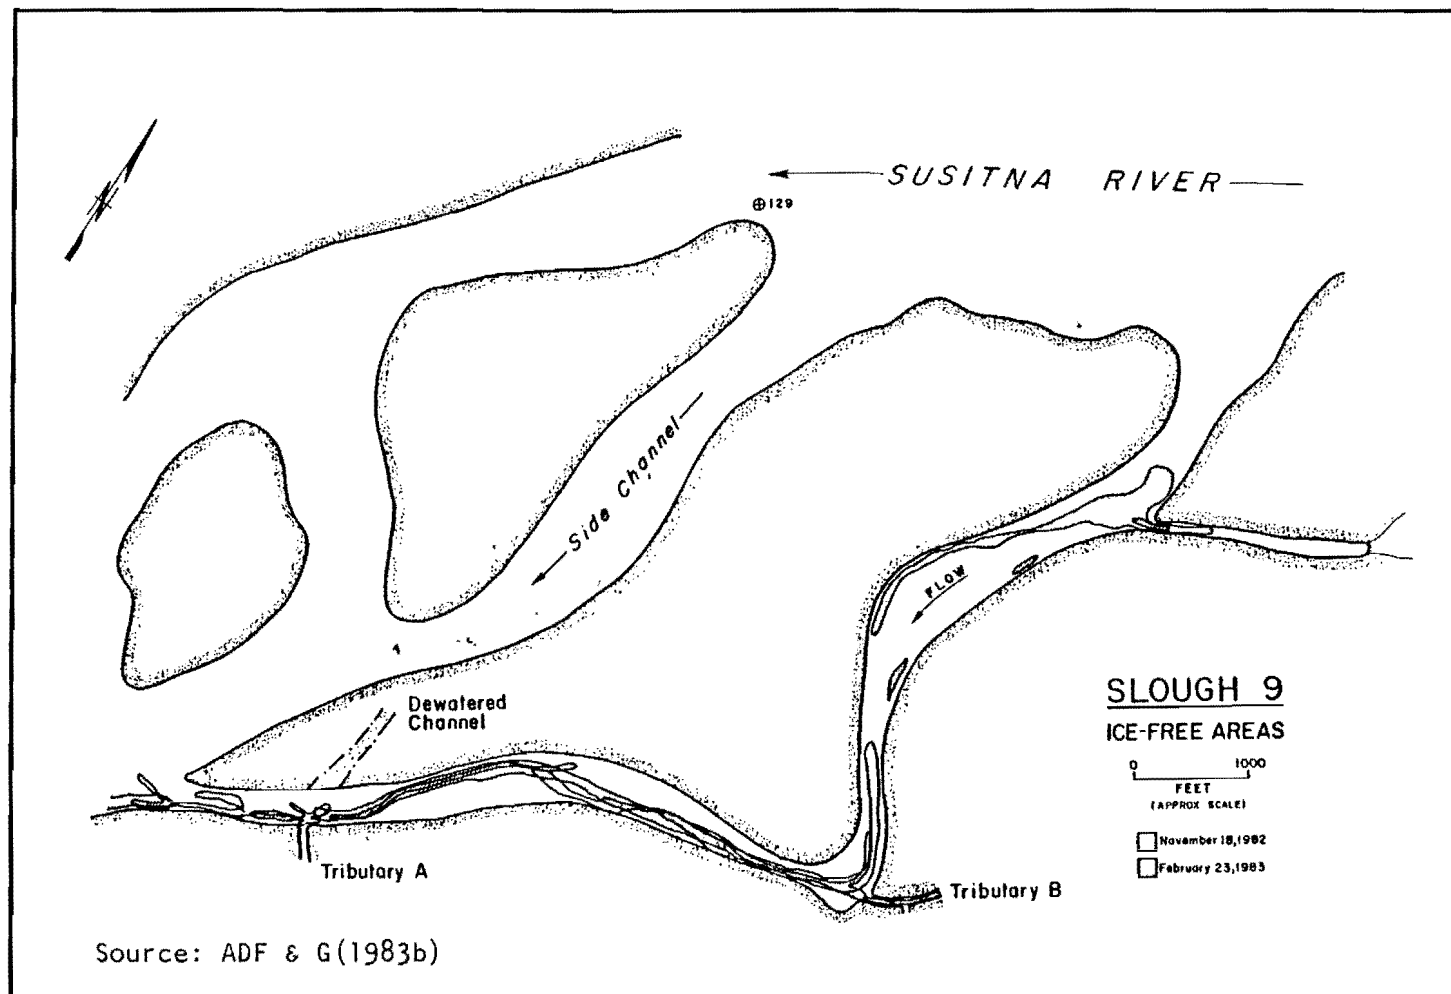 SUSITNA RIVER
129
Side Channel
FLOW
Dewatered
Channel
SLOUGH 9
ICE-FREE AREAS
0 1000
FEET
(APPROX SCALE)
November 18,1982
February 23,1983
Tributary A
Tributary B
Source: ADF & G(1983b)